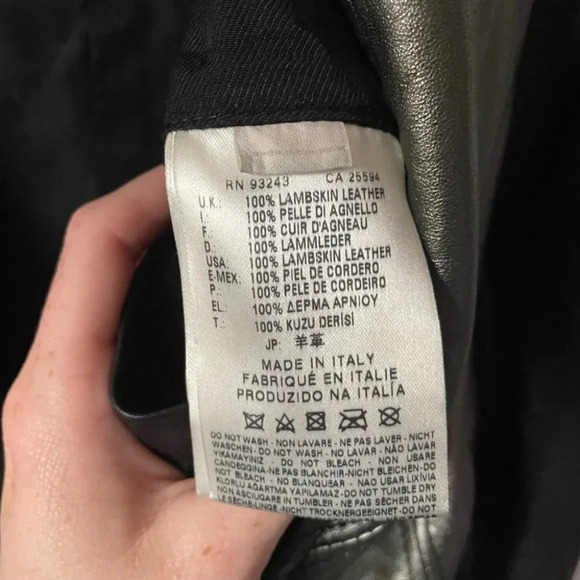 RN 93243 CA 25594
U.K.: 100% LAMBSKIN LEATHER
I.: 100% PELLE DI AGNELLO
F.: 100% CUIR D'AGNEAU
D.: 100% LAMMLEDER
USA: 100% LAMBSKIN LEATHER
E-MEX: 100% PIEL DE CORDERO
P.: 100% PELE DE CORDEIRO
EL.: 100% ΔΕΡΜΑ ΑΡΝΙΟΥ
T.: 100% KUZU DERİSİ
JP: 羊革
MADE IN ITALY
FABRIQUÉ EN ITALIE
PRODUZIDO NA ITALÍA
DO NOT WASH - NON LAVARE - NE PAS LAVER - NICHT
WASCHEN - DO NOT WASH - NO LAVAR - NÃO LAVAR
YIKAMAYINIZ - DO NOT BLEACH - NON USARE
CANDEGGINA - NE PAS BLANCHIR - NICHT BLEICHEN - DO
NOT BLEACH - NO BLANQUEAR - NÃO USAR LIXÍVIA
KLORLU AGARTMA YAPILAMAZ - DO NOT TUMBLE DRY
NON ASCIUGARE IN TUMBLER - NE PAS SÉCHER DANS
LE SÈCHE-LINGE - NICHT TROCKNERGEEIGNET - DO NOT